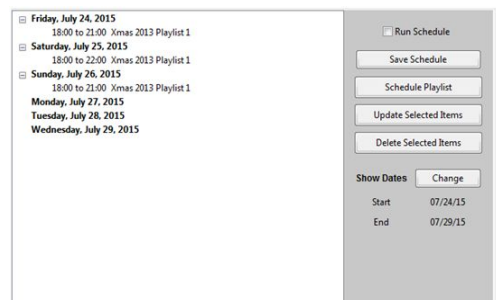 Friday, July 24, 2015
18:00 to 21:00 Xmas 2013 Playlist 1
Saturday, July 25, 2015
18:00 to 22:00 Xmas 2013 Playlist 1
Sunday, July 26, 2015
18:00 to 21:00 Xmas 2013 Playlist 1
Monday, July 27, 2015
Tuesday, July 28, 2015
Wednesday, July 29, 2015
Run Schedule
Save Schedule
Schedule Playlist
Update Selected Items
Delete Selected Items
Show Dates Change
Start 07/24/15
End 07/29/15